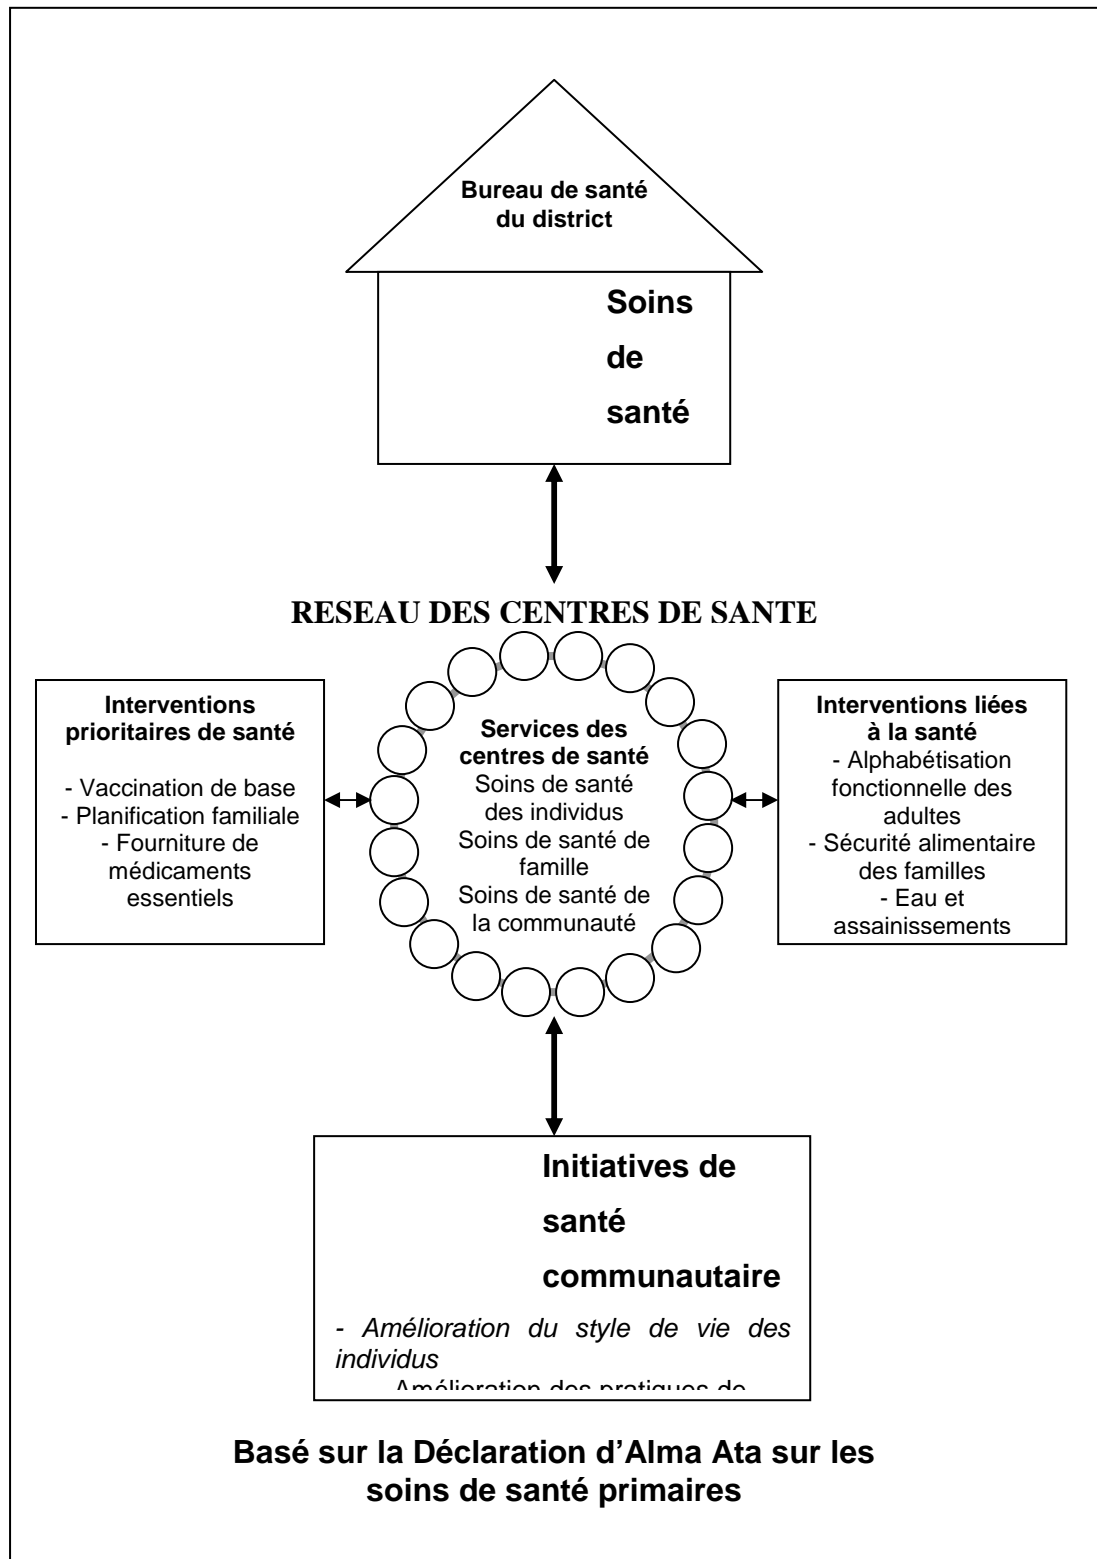 Bureau de santé
du district
Soins
de
santé
RESEAU DES CENTRES DE SANTE
Interventions
prioritaires de santé
- Vaccination de base
- Planification familiale
- Fourniture de
médicaments
essentiels
Services des
centres de santé
Soins de santé
des individus
Soins de santé de
famille
Soins de santé de
la communauté
Interventions liées
à la santé
- Alphabétisation
fonctionnelle des
adultes
- Sécurité alimentaire
des familles
- Eau et
assainissements
Initiatives de
santé
communautaire
- Amélioration du style de vie des
individus
Amélioration des pratiques de
Basé sur la Déclaration d’Alma Ata sur les
soins de santé primaires